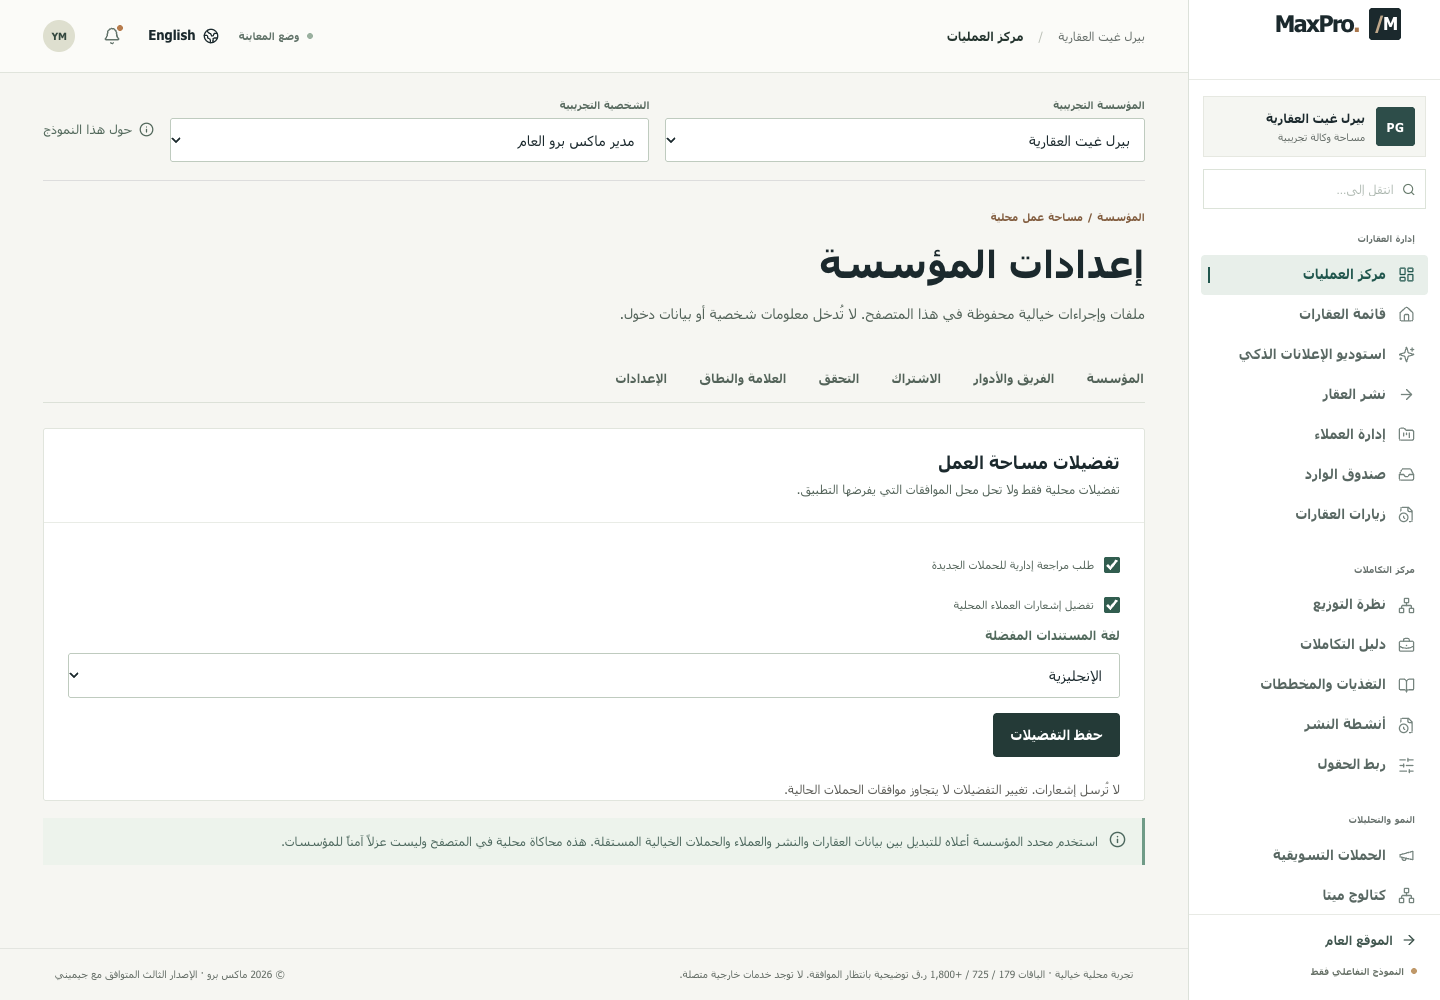 MaxPro.
/M
بيرل غيت العقارية
مساحة وكالة تجريبية
PG
انتقل إلى...
إدارة العقارات
مركز العمليات
قائمة العقارات
استوديو الإعلانات الذكي
نشر العقار
إدارة العملاء
صندوق الوارد
زيارات العقارات
مركز التكاملات
نظرة التوزيع
دليل التكاملات
التغذيات والمخططات
أنشطة النشر
ربط الحقول
النمو والتحليلات
الحملات التسويقية
كتالوج ميتا
الموقع العام
النموذج التفاعلي فقط
بيرل غيت العقارية / مركز العمليات
وضع المعاينة
English
YM
المؤسسة التجريبية
بيرل غيت العقارية
الشخصية التجريبية
مدير ماكس برو العام
حول هذا النموذج
المؤسسة / مساحة عمل محلية
إعدادات المؤسسة
ملفات وإجراءات خيالية محفوظة في هذا المتصفح. لا تُدخل معلومات شخصية أو بيانات دخول.
المؤسسة الفريق والأدوار الاشتراك التحقق العلامة والنطاق الإعدادات
تفضيلات مساحة العمل
تفضيلات محلية فقط ولا تحل محل الموافقات التي يفرضها التطبيق.
طلب مراجعة إدارية للحملات الجديدة
تفضيل إشعارات العملاء المحلية
لغة المستندات المفضلة
الإنجليزية
حفظ التفضيلات
لا تُرسل إشعارات. تغيير التفضيلات لا يتجاوز موافقات الحملات الحالية.
استخدم محدد المؤسسة أعلاه للتبديل بين بيانات العقارات والنشر والعملاء والحملات الخيالية المستقلة. هذه محاكاة محلية في المتصفح وليست عزلاً آمناً للمؤسسات.
تجربة محلية خيالية · الباقات 179 / 725 / +1,800 ر.ق توضيحية بانتظار الموافقة. لا توجد خدمات خارجية متصلة.
© 2026 ماكس برو · الإصدار الثالث المتوافق مع جيميني